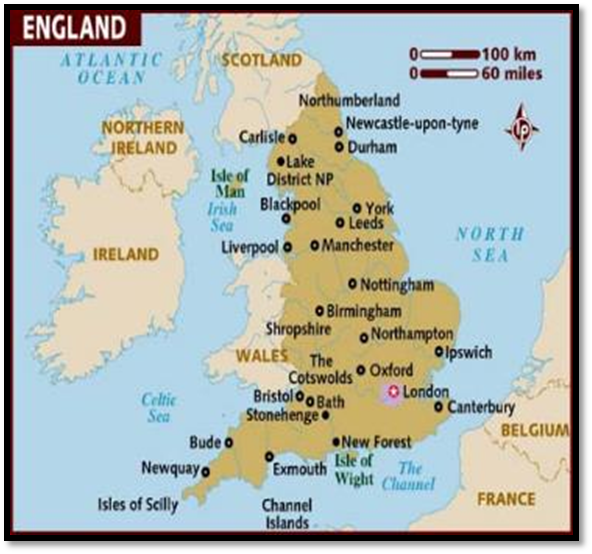 ENGLAND
ATLANTIC
OCEAN
SCOTLAND
0 100 km
0 60 miles
Northumberland
Newcastle-upon-tyne
NORTHERN
IRELAND
Carlisle
Durham
Lake
District NP
Isle of
Man
Irish
Sea
Blackpool
York
Leeds
NORTH
SEA
Liverpool
Manchester
IRELAND
Nottingham
Birmingham
Shropshire
Northampton
WALES
Ipswich
The
Cotswolds
Oxford
London
Celtic
Sea
Bristol
Bath
Canterbury
Stonehenge
BELGIUM
Bude
New Forest
Newquay
Exmouth
Isle of
Wight
The
Channel
Isles of Scilly
Channel
Islands
FRANCE
lp